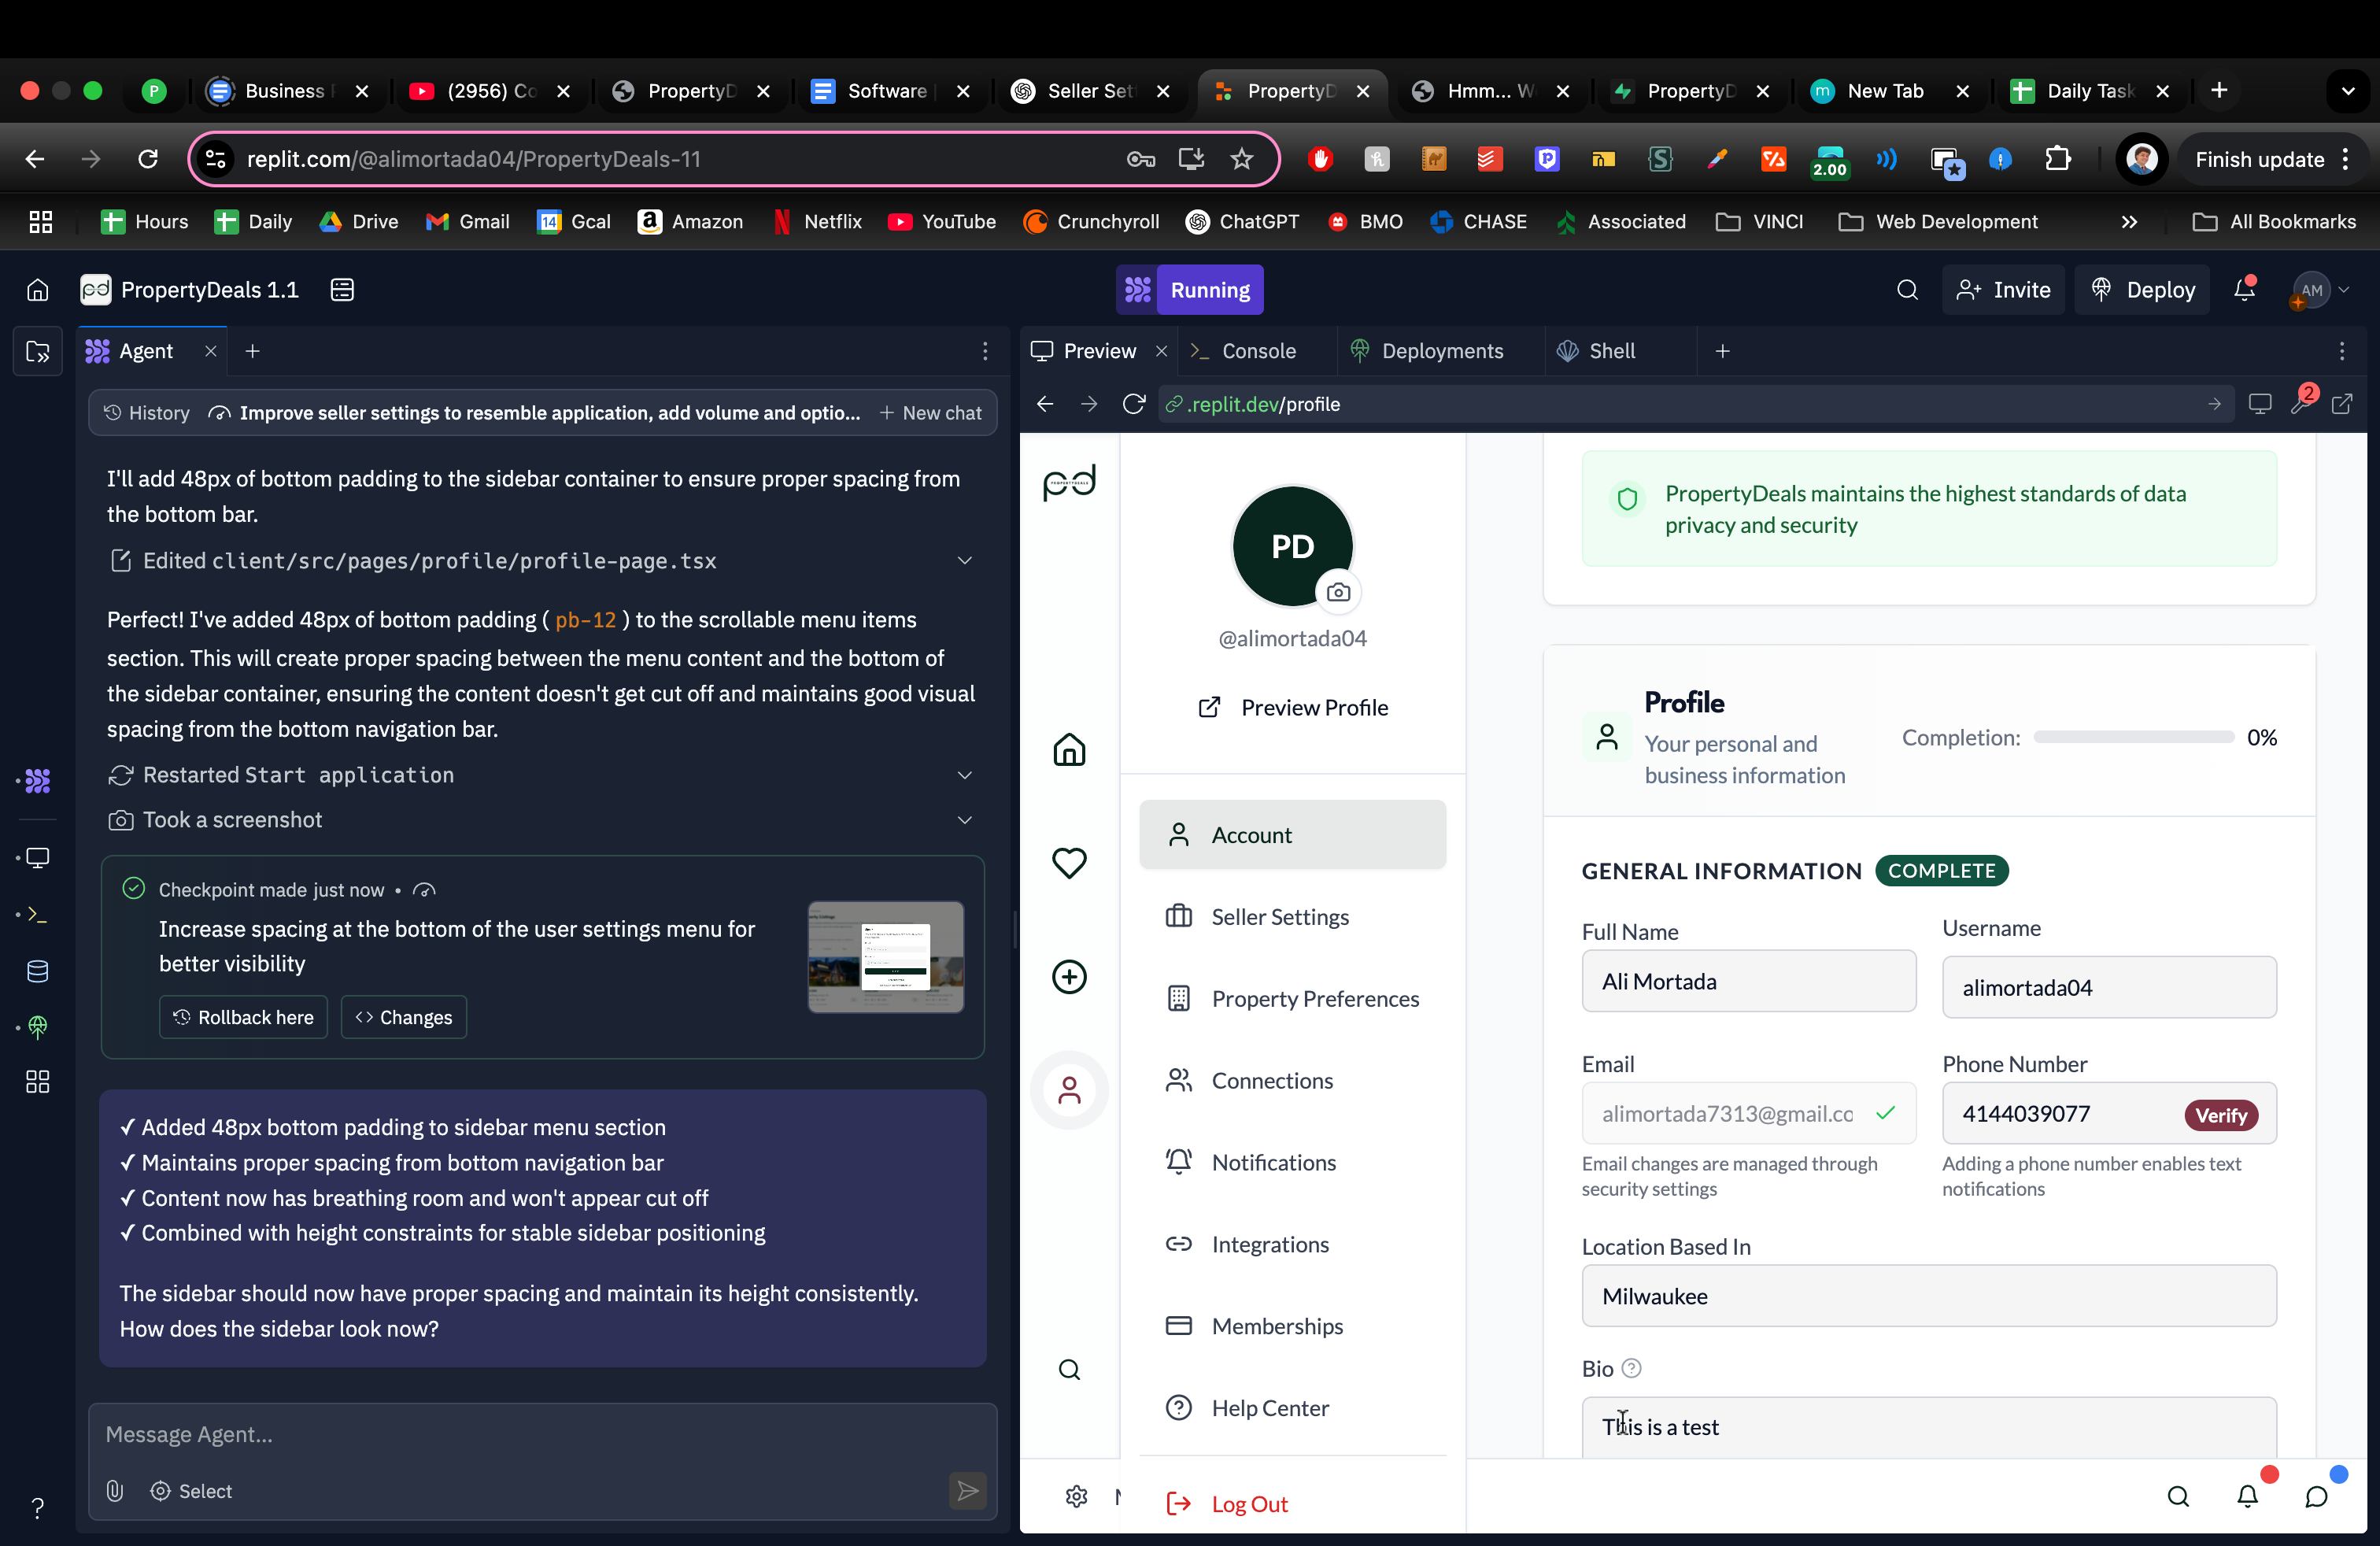 P
Business
(2956) Co
PropertyD
Software
Seller Set
PropertyD
Hmm... W
PropertyD
New Tab
Daily Task
replit.com/@alimortada04/PropertyDeals-11
2.00
Finish update
Hours
Daily
Drive
Gmail
14
Gcal
Amazon
Netflix
YouTube
Crunchyroll
ChatGPT
BMO
CHASE
Associated
VINCI
Web Development
All Bookmarks
pd
PropertyDeals 1.1
Running
Invite
Deploy
AM
Agent
History
Improve seller settings to resemble application, add volume and optio...
New chat
I'll add 48px of bottom padding to the sidebar container to ensure proper spacing from
the bottom bar.
Edited client/src/pages/profile/profile-page.tsx
Perfect! I've added 48px of bottom padding ( pb-12 ) to the scrollable menu items
section. This will create proper spacing between the menu content and the bottom of
the sidebar container, ensuring the content doesn't get cut off and maintains good visual
spacing from the bottom navigation bar.
Restarted Start application
Took a screenshot
Checkpoint made just now •
Increase spacing at the bottom of the user settings menu for
better visibility
Rollback here
<> Changes
✓ Added 48px bottom padding to sidebar menu section
✓ Maintains proper spacing from bottom navigation bar
✓ Content now has breathing room and won't appear cut off
✓ Combined with height constraints for stable sidebar positioning
The sidebar should now have proper spacing and maintain its height consistently.
How does the sidebar look now?
Message Agent...
Select
Preview
Console
Deployments
Shell
.replit.dev/profile
2
pd
PD
@alimortada04
Preview Profile
Account
Seller Settings
Property Preferences
Connections
Notifications
Integrations
Memberships
Help Center
Log Out
PropertyDeals maintains the highest standards of data
privacy and security
Profile
Your personal and
business information
Completion:
0%
GENERAL INFORMATION
COMPLETE
Full Name
Username
Ali Mortada
alimortada04
Email
Phone Number
alimortada7313@gmail.cc
4144039077
Verify
Email changes are managed through
security settings
Adding a phone number enables text
notifications
Location Based In
Milwaukee
Bio
This is a test